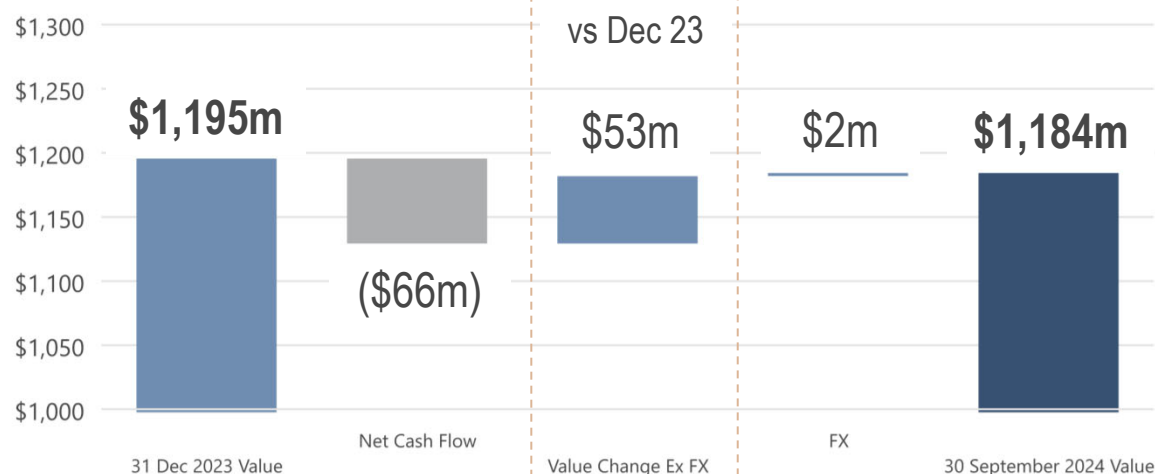 $1,300
vs Dec 23
$1,250
$1,195m
$53m
$2m
$1,184m
$1,200
$1,150
$1,100
($66m)
$1,050
$1,000
Net Cash Flow
FX
31 Dec 2023 Value
Value Change Ex FX
30 September 2024 Value